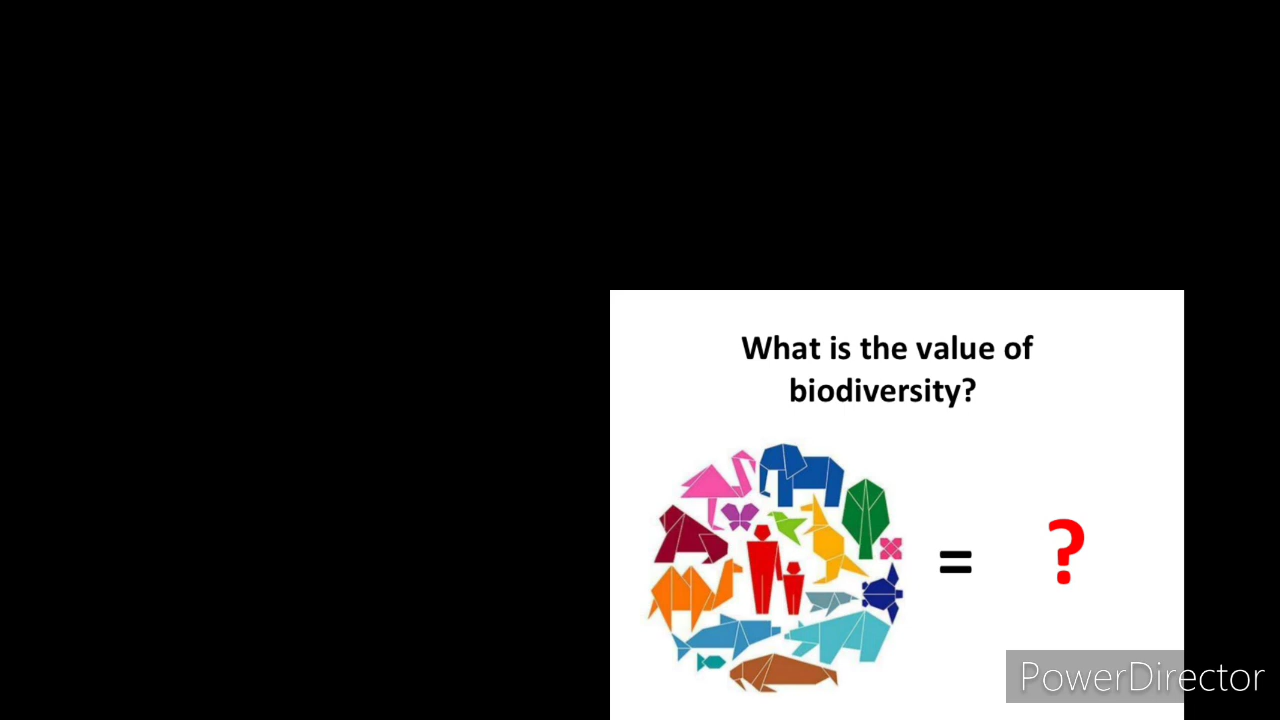 What is the value of
biodiversity?
= ?
PowerDirector